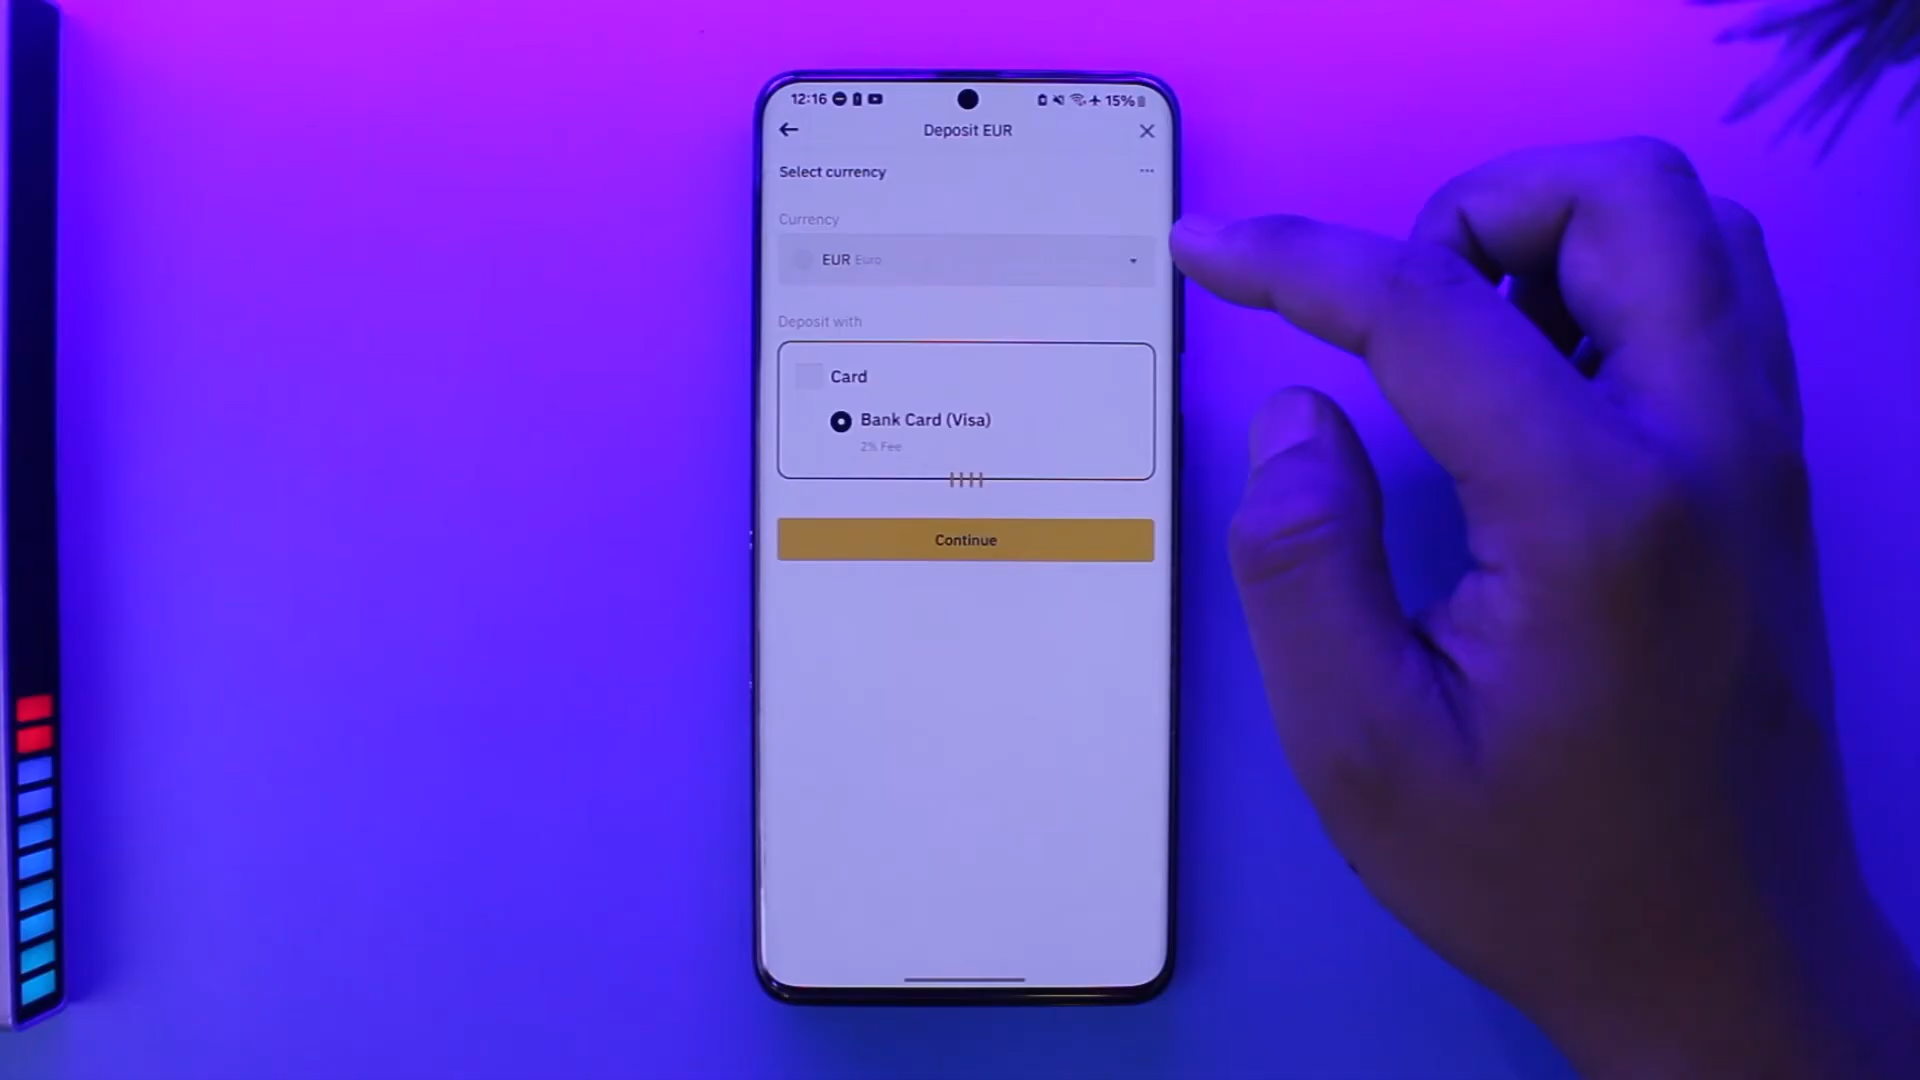 12:16 15%
Deposit EUR
Select currency
Currency
EUR Euro
Deposit with
Card
Bank Card (Visa)
2% Fee
Continue